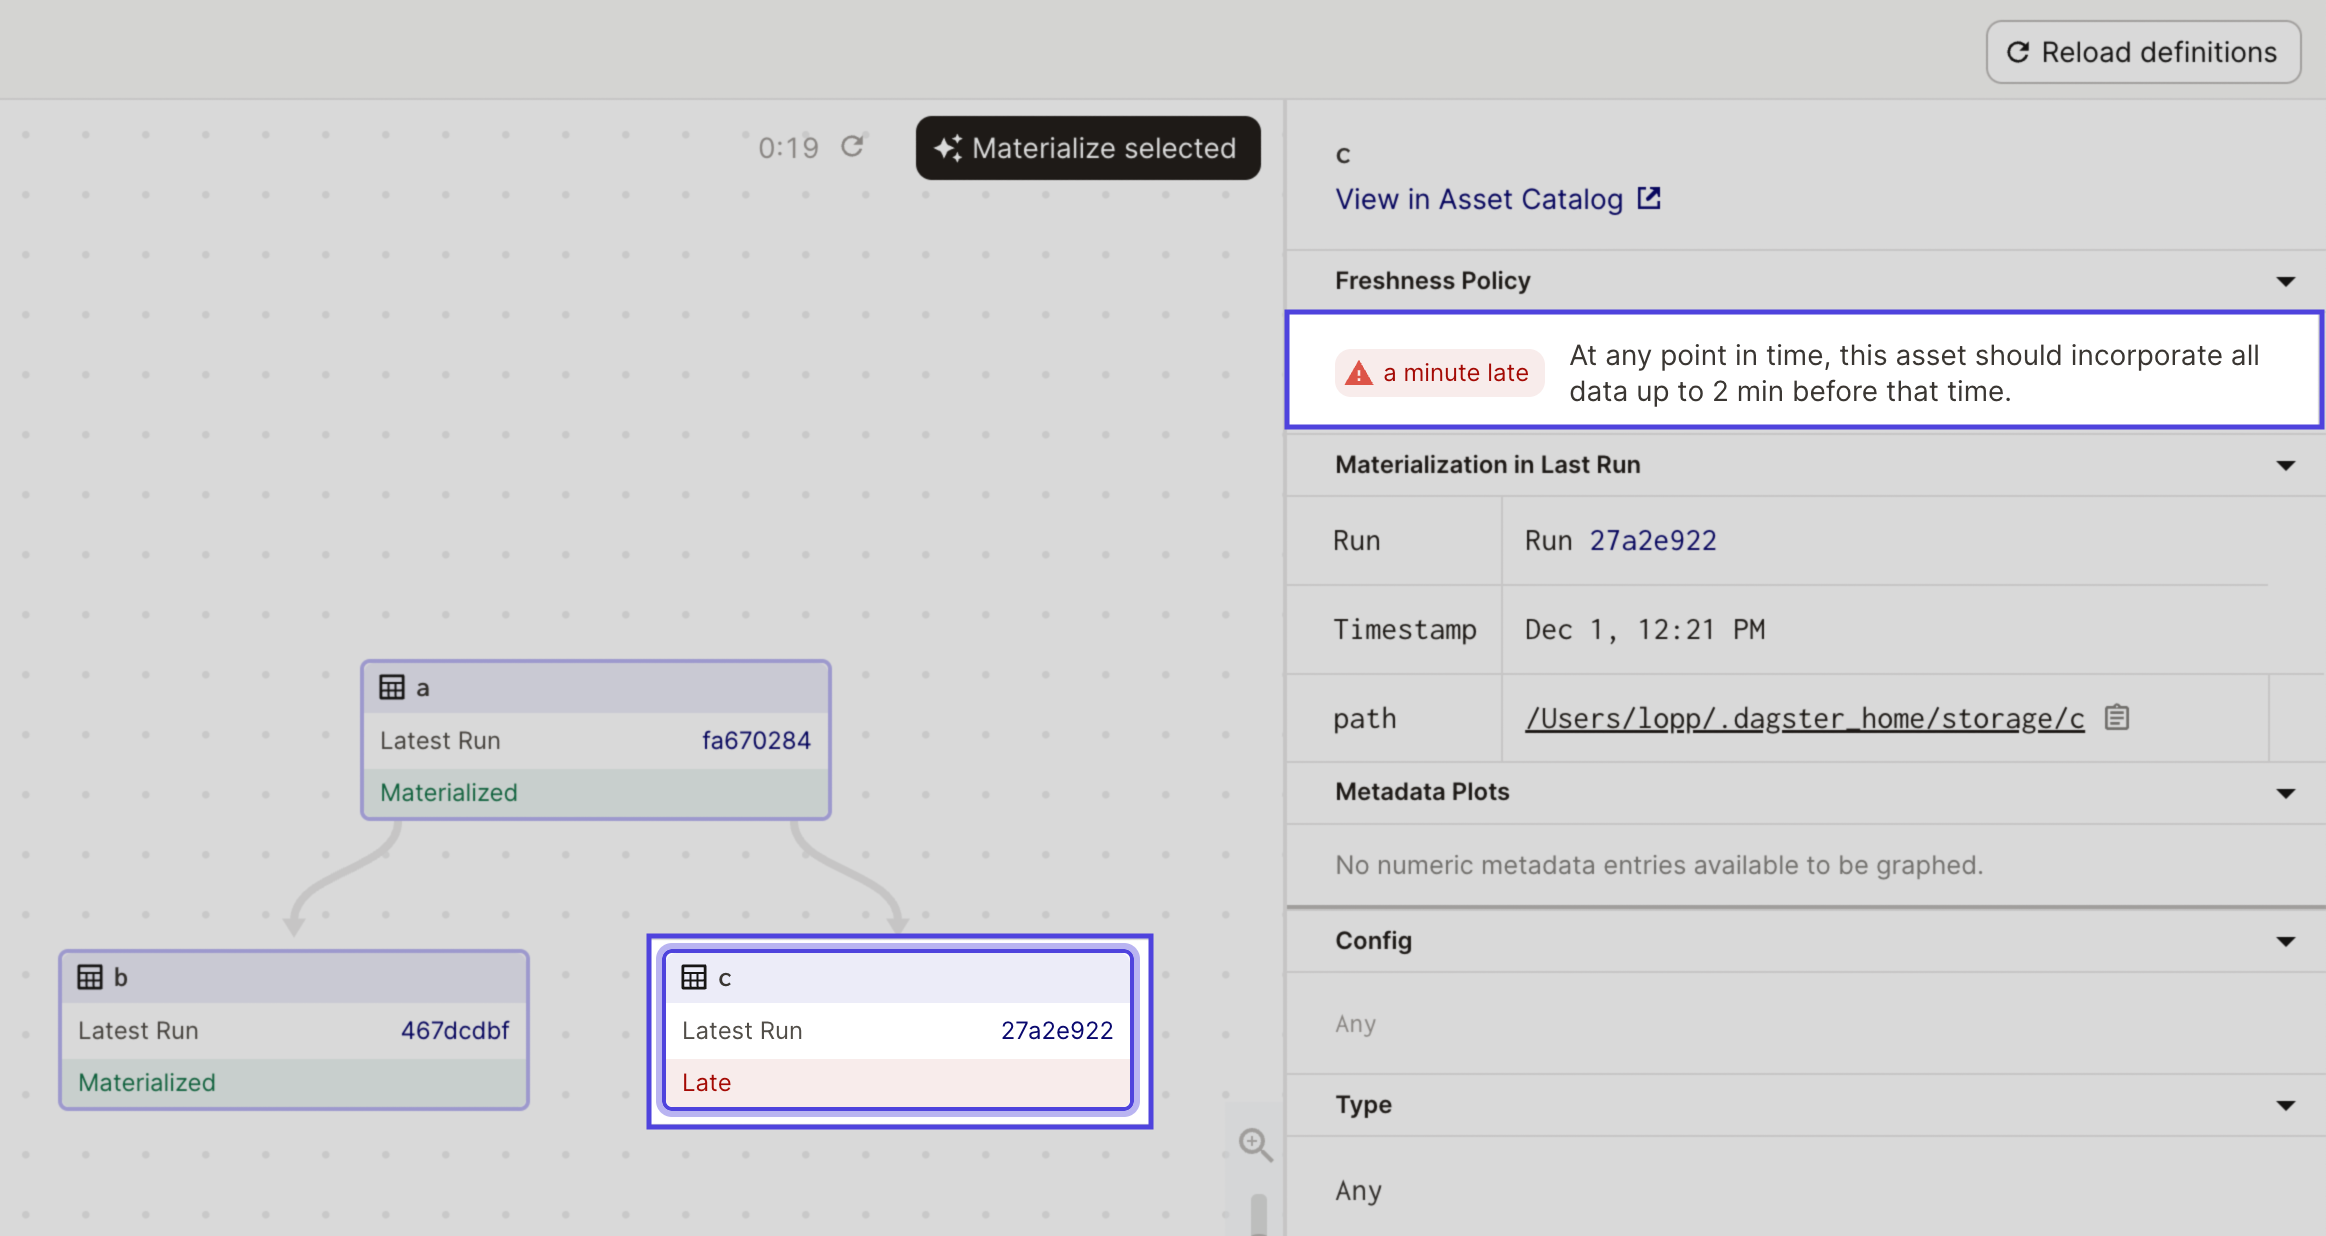 Reload definitions
0:19
Materialize selected
c
View in Asset Catalog
Freshness Policy
a minute late
At any point in time, this asset should incorporate all
data up to 2 min before that time.
Materialization in Last Run
Run
Run 27a2e922
Timestamp
Dec 1, 12:21 PM
path
/Users/lopp/.dagster_home/storage/c
Metadata Plots
No numeric metadata entries available to be graphed.
Config
Any
Type
Any
a
Latest Run
fa670284
Materialized
b
Latest Run
467dcdbf
Materialized
c
Latest Run
27a2e922
Late